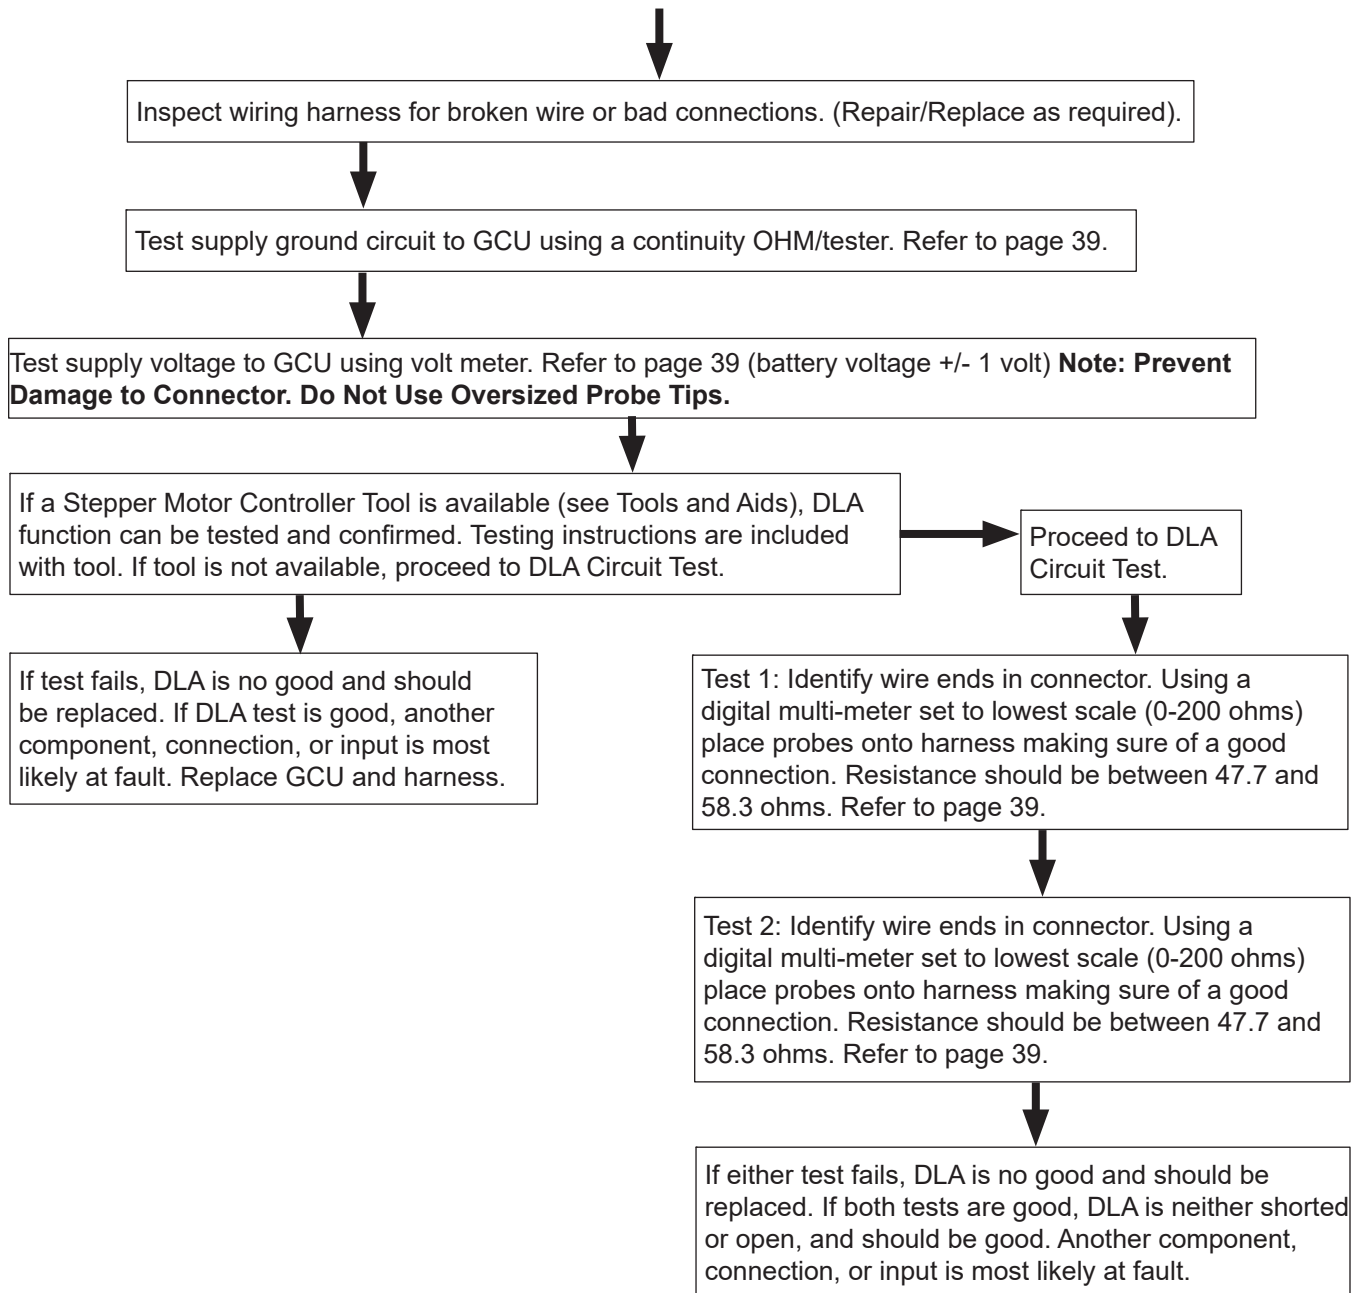 Inspect wiring harness for broken wire or bad connections. (Repair/Replace as required).
Test supply ground circuit to GCU using a continuity OHM/tester. Refer to page 39.
Test supply voltage to GCU using volt meter. Refer to page 39 (battery voltage +/- 1 volt) Note: Prevent
Damage to Connector. Do Not Use Oversized Probe Tips.
If a Stepper Motor Controller Tool is available (see Tools and Aids), DLA
function can be tested and confirmed. Testing instructions are included
with tool. If tool is not available, proceed to DLA Circuit Test.
Proceed to DLA
Circuit Test.
If test fails, DLA is no good and should
be replaced. If DLA test is good, another
component, connection, or input is most
likely at fault. Replace GCU and harness.
Test 1: Identify wire ends in connector. Using a
digital multi-meter set to lowest scale (0-200 ohms)
place probes onto harness making sure of a good
connection. Resistance should be between 47.7 and
58.3 ohms. Refer to page 39.
Test 2: Identify wire ends in connector. Using a
digital multi-meter set to lowest scale (0-200 ohms)
place probes onto harness making sure of a good
connection. Resistance should be between 47.7 and
58.3 ohms. Refer to page 39.
If either test fails, DLA is no good and should be
replaced. If both tests are good, DLA is neither shorted
or open, and should be good. Another component,
connection, or input is most likely at fault.